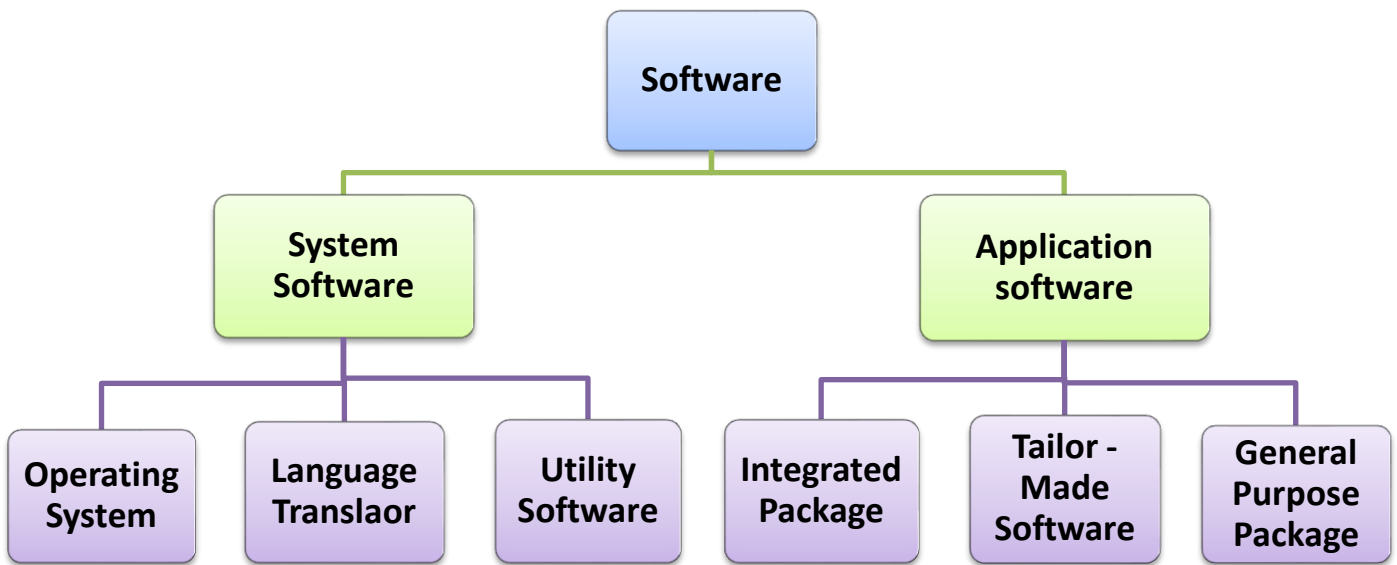 Software
System
Software
Application
software
Operating
System
Language
Translaor
Utility
Software
Integrated
Package
Tailor -
Made
Software
General
Purpose
Package